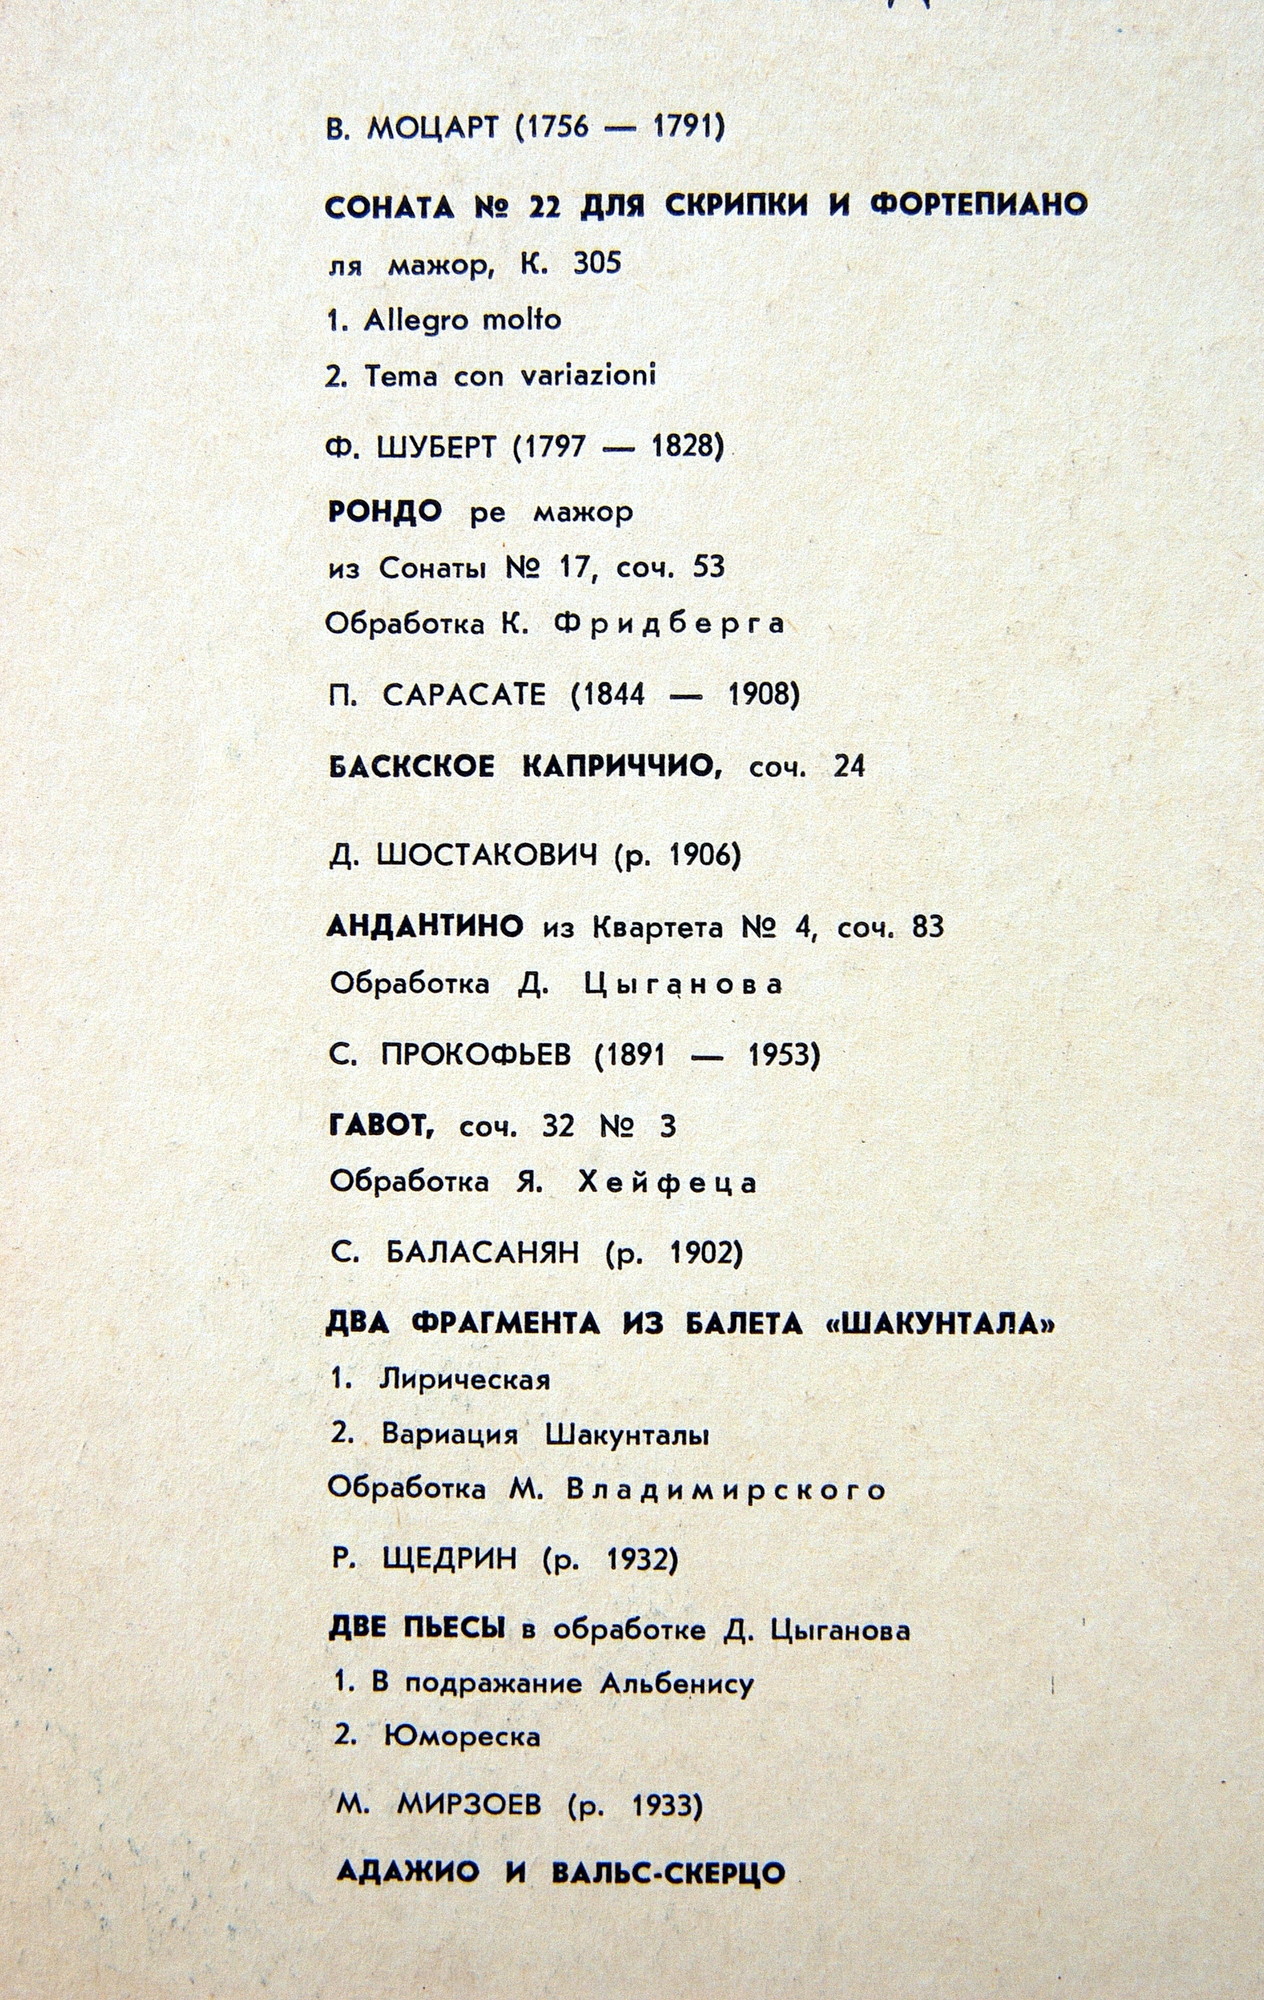 В. МОЦАРТ (1756 — 1791)
СОНАТА № 22 ДЛЯ СКРИПКИ И ФОРТЕПИАНО
ля мажор, К. 305
1. Allegro molto
2. Tema con variazioni
Ф. ШУБЕРТ (1797 — 1828)
РОНДО ре мажор
из Сонаты № 17, соч. 53
Обработка К. Фридберга
П. САРАСАТЕ (1844 — 1908)
БАСКСКОЕ КАПРИЧЧИО, соч. 24
Д. ШОСТАКОВИЧ (р. 1906)
АНДАНТИНО из Квартета № 4, соч. 83
Обработка Д. Цыганова
С. ПРОКОФЬЕВ (1891 — 1953)
ГАВОТ, соч. 32 № 3
Обработка Я. Хейфеца
С. БАЛАСАНЯН (р. 1902)
ДВА ФРАГМЕНТА ИЗ БАЛЕТА «ШАКУНТАЛА»
1. Лирическая
2. Вариация Шакунталы
Обработка М. Владимирского
Р. ЩЕДРИН (р. 1932)
ДВЕ ПЬЕСЫ в обработке Д. Цыганова
1. В подражание Альбенису
2. Юмореска
М. МИРЗОЕВ (р. 1933)
АДАЖИО И ВАЛЬС-СКЕРЦО